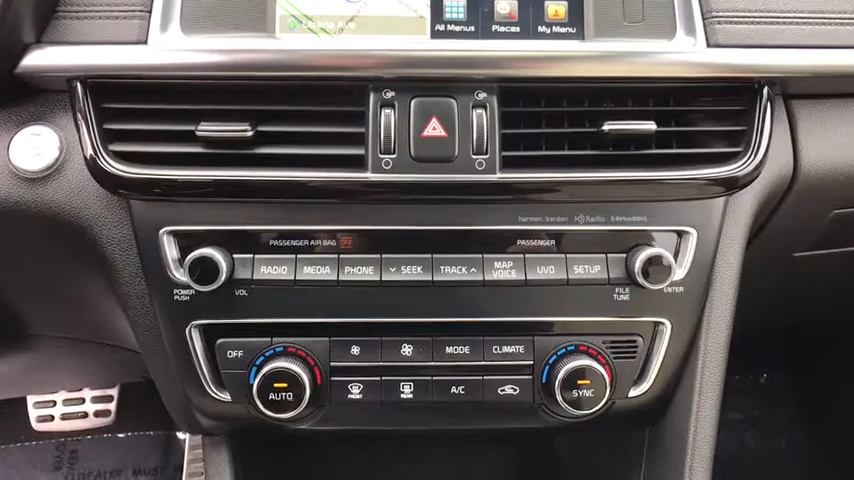 All Menus
Places
My Menu
harman/kardon HD Radio
PASSENGER AIR BAG OFF
PASSENGER
RADIO
MEDIA
PHONE
SEEK
TRACK
MAP
VOICE
UVO
SETUP
POWER
PUSH
VOL
FILE
TUNE
ENTER
OFF
MODE
CLIMATE
FRONT
REAR
A/C
AUTO
SYNC